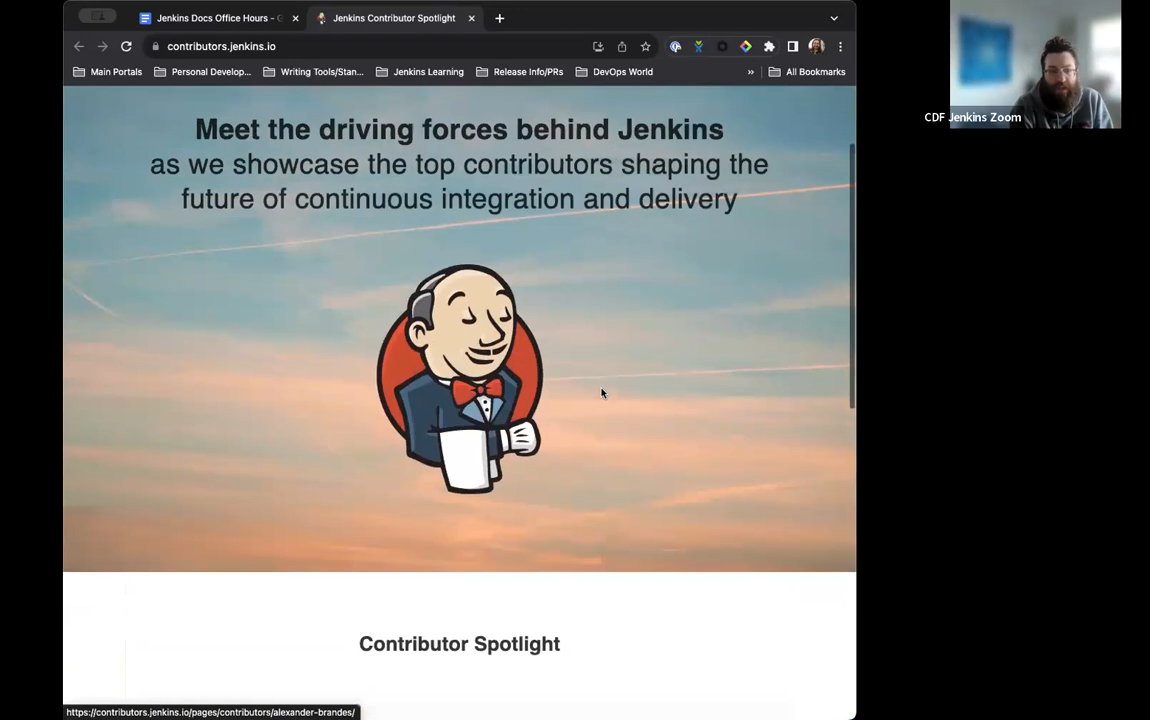 Jenkins Docs Office Hours - G
Jenkins Contributor Spotlight
contributors.jenkins.io
Main Portals
Personal Develop...
Writing Tools/Stan...
Jenkins Learning
Release Info/PRs
DevOps World
»
All Bookmarks
CDF Jenkins Zoom
Meet the driving forces behind Jenkins
as we showcase the top contributors shaping the
future of continuous integration and delivery
Contributor Spotlight
https://contributors.jenkins.io/pages/contributors/alexander-brandes/